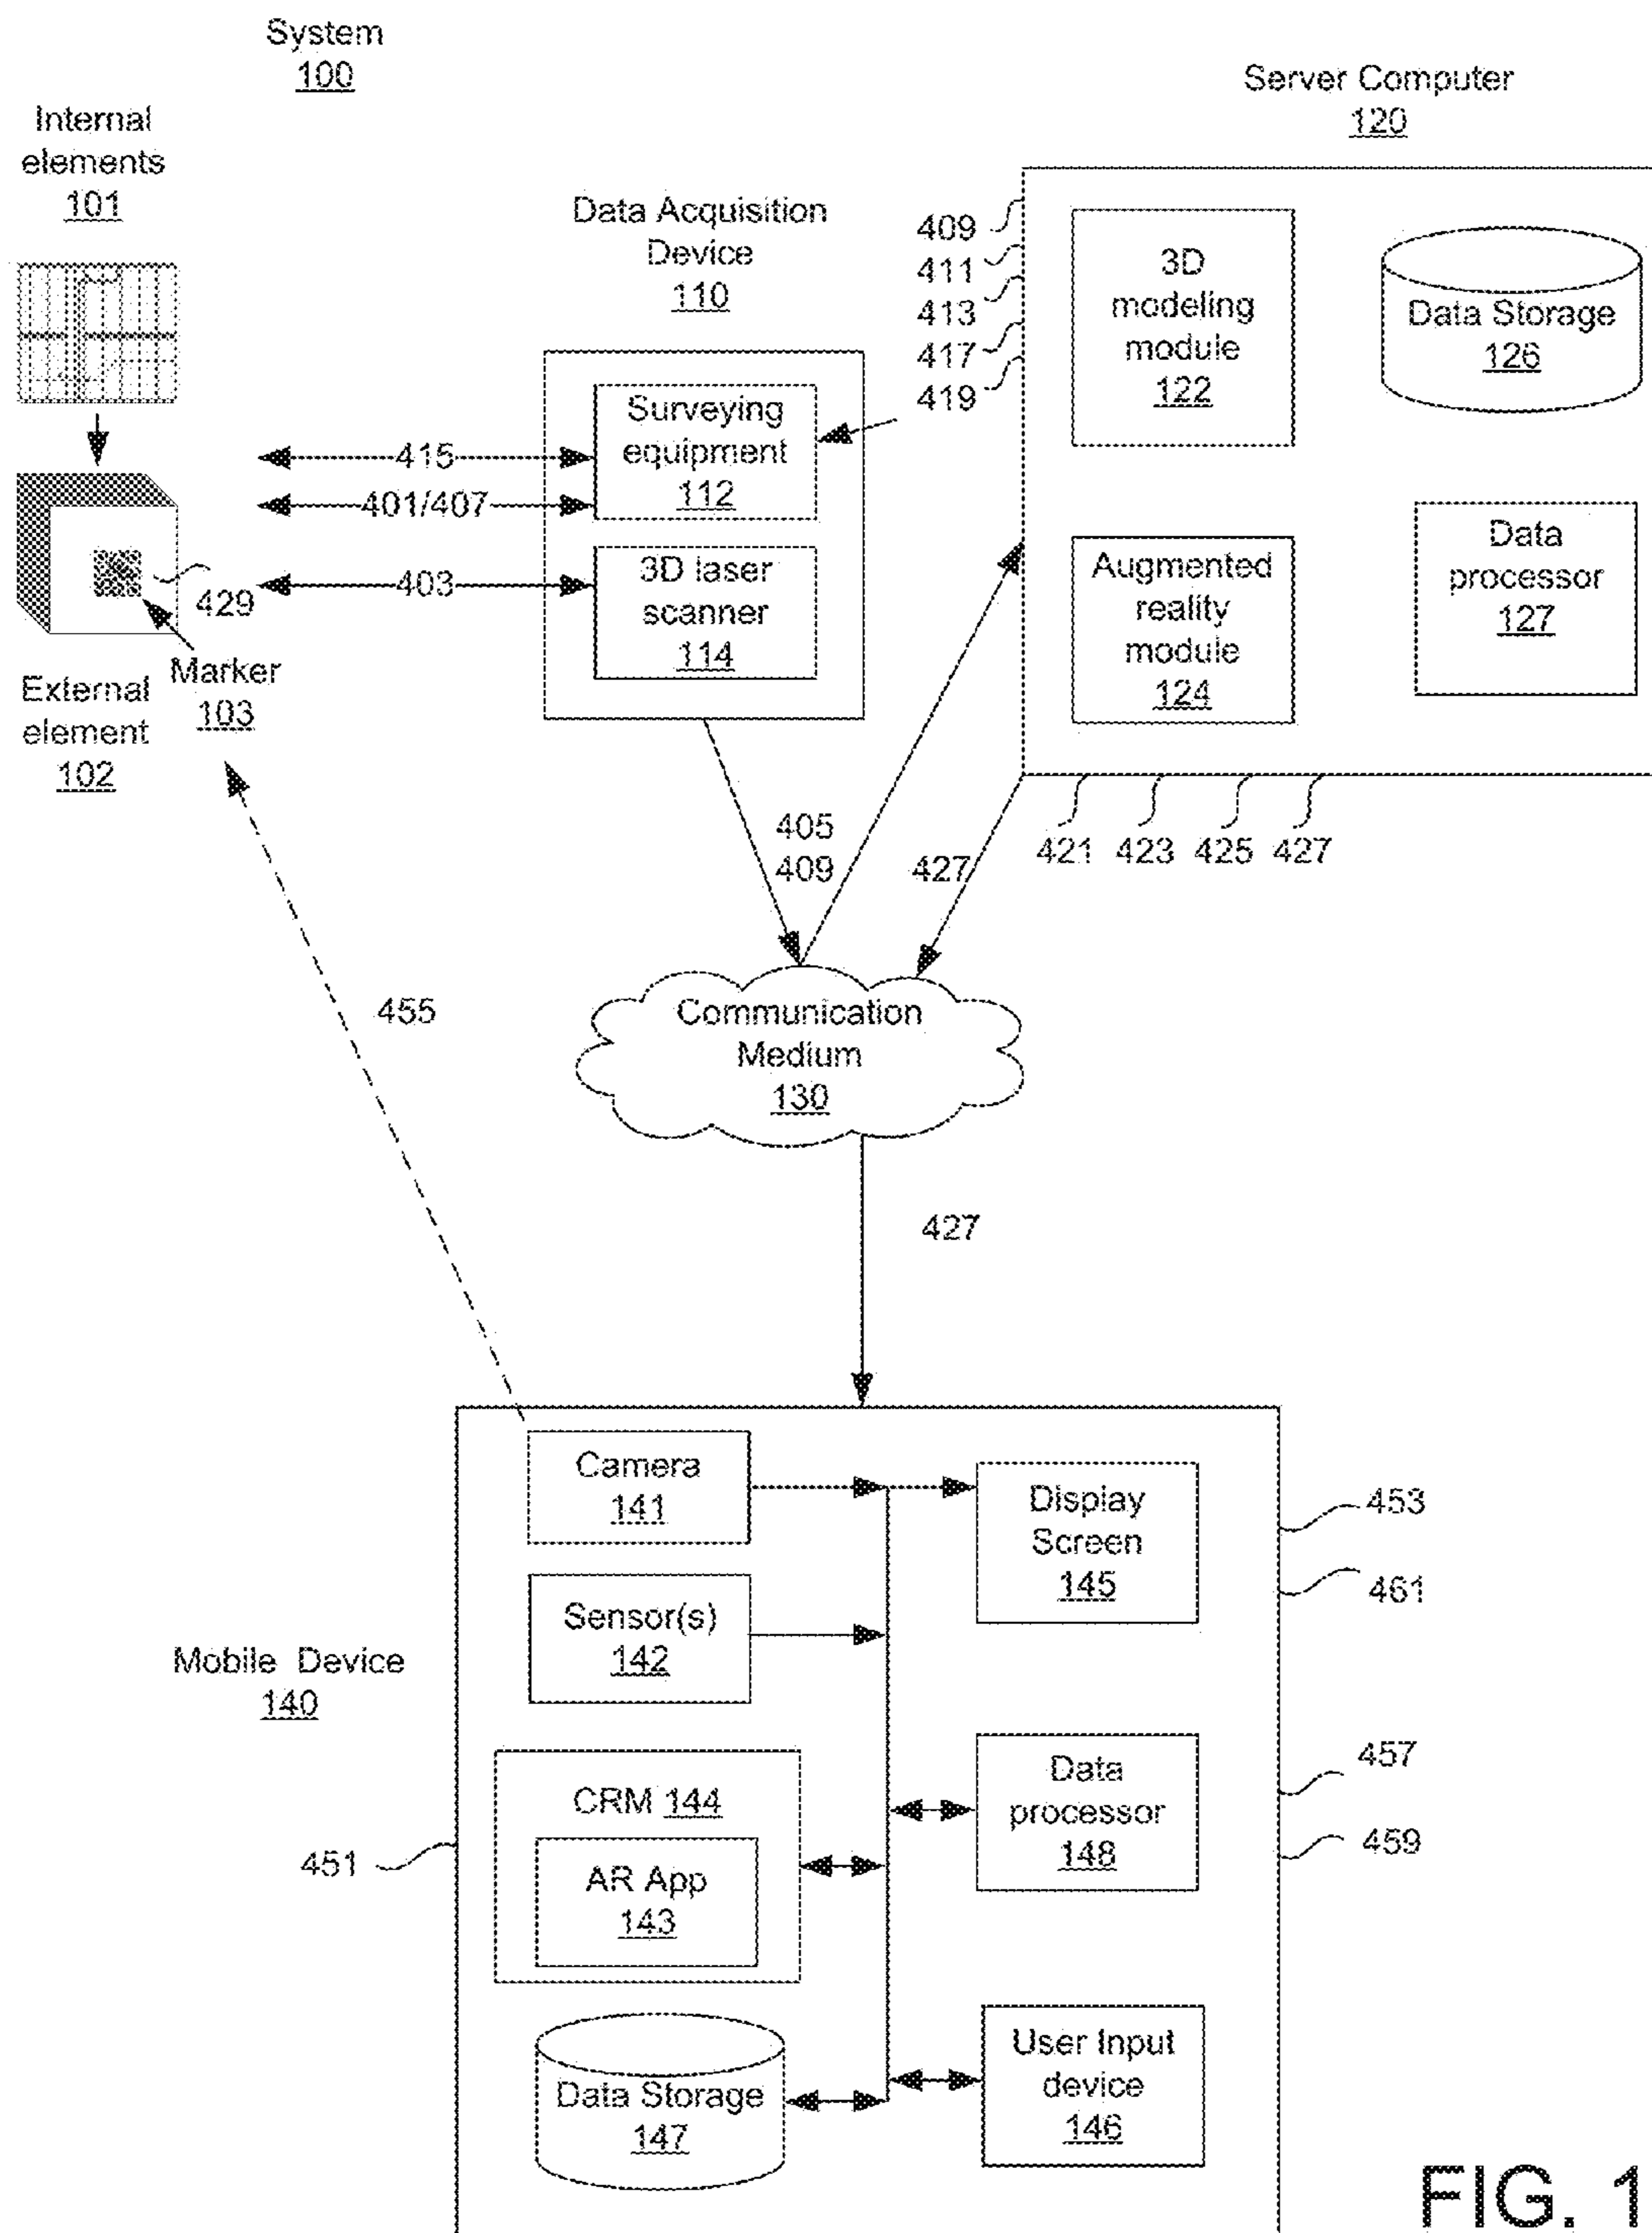 System
100
Internal
elements
101
Server Computer
120
Data Acquisition
Device
110
409
411
413
417
419
3D
modeling
module
122
Data Storage
126
Surveying
equipment
112
415
401/407
3D laser
scanner
114
403
429
Marker
103
External
element
102
Augmented
reality
module
124
Data
processor
127
421 423 425 427
405
409
427
455
Communication
Medium
130
427
Mobile Device
140
Camera
141
Display
Screen
145
453
461
Sensor(s)
142
CRM 144
AR App
143
451
Data
processor
148
457
459
Data Storage
147
User Input
device
146
FIG. 1